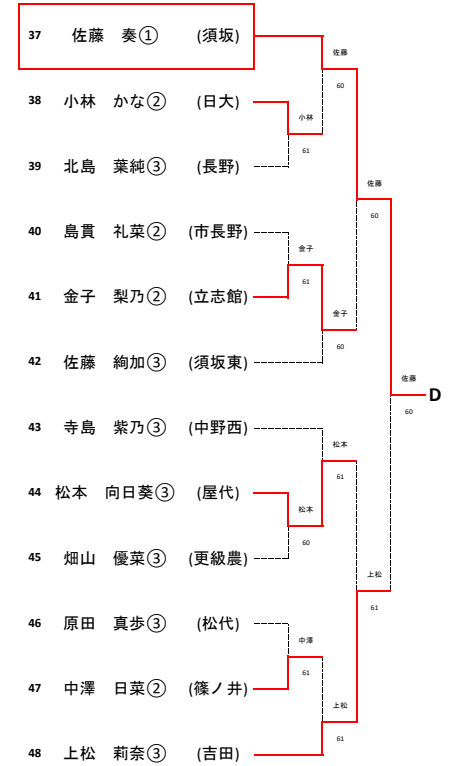 37 佐藤 奏① (須坂)
佐藤
60
38 小林 かな② (日大)
小林
61
39 北島 葉純③ (長野)
佐藤
60
40 島貫 礼菜② (市長野)
金子
61
41 金子 梨乃② (立志館)
金子
60
42 佐藤 絢加③ (須坂東)
佐藤
D
60
43 寺島 紫乃③ (中野西)
松本
61
44 松本 向日葵③ (屋代)
松本
60
45 畑山 優菜③ (更級農)
上松
61
46 原田 真歩③ (松代)
中澤
61
47 中澤 日菜② (篠ノ井)
上松
61
48 上松 莉奈③ (吉田)